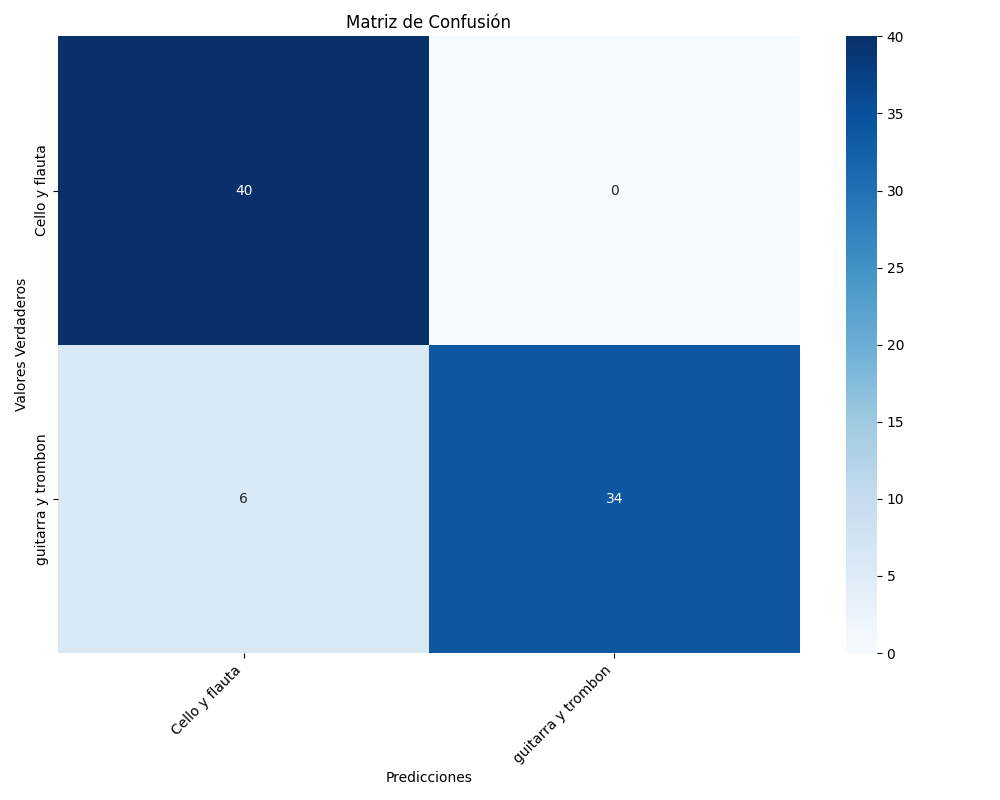 Matriz de Confusión
Valores Verdaderos
Cello y flauta
guitarra y trombon
40
0
6
34
Cello y flauta
guitarra y trombon
Predicciones
40
35
30
25
20
15
10
5
0